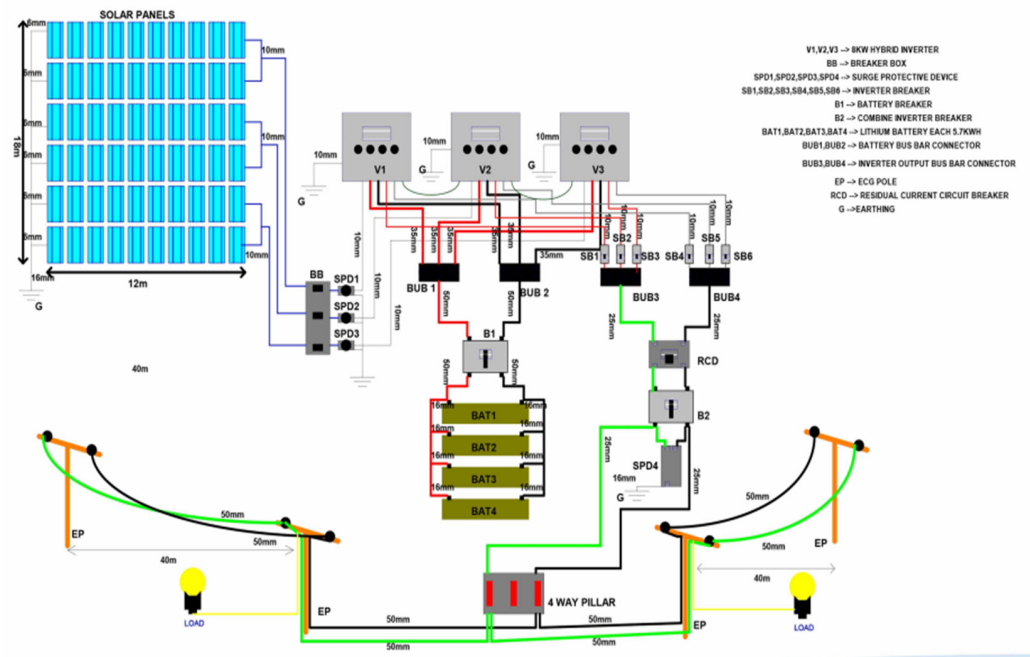 SOLAR PANELS
6mm
10mm
6mm
6mm
10mm
18m
6mm
6mm
6mm
10mm
16mm
12m
G
40m
V1,V2,V3 --> 8KW HYBRID INVERTER
BB --> BREAKER BOX
SPD1,SPD2,SPD3,SPD4 --> SURGE PROTECTIVE DEVICE
SB1,SB2,SB3,SB4,SB5,SB6 --> INVERTER BREAKER
B1 --> BATTERY BREAKER
B2 --> COMBINE INVERTER BREAKER
BAT1,BAT2,BAT3,BAT4 --> LITHIUM BATTERY EACH 5.7KWH
BUB1,BUB2 --> BATTERY BUS BAR CONNECTOR
BUB3,BUB4 --> INVERTER OUTPUT BUS BAR CONNECTOR
EP --> ECG POLE
RCD --> RESIDUAL CURRENT CIRCUIT BREAKER
G -->EARTHING
V1
V2
V3
10mm
G
10mm
G
10mm
G
10mm
10mm
10mm
35mm
35mm
35mm
35mm
35mm
35mm
10mm
10mm
10mm
10mm
10mm
SB1
SB2
SB3
SB4
SB5
SB6
BB
SPD1
SPD2
SPD3
BUB 1
BUB 2
BUB3
BUB4
50mm
50mm
25mm
25mm
B1
RCD
50mm
50mm
B2
16mm
16mm
BAT1
16mm
16mm
BAT2
16mm
16mm
BAT3
16mm
16mm
BAT4
25mm
SPD4
16mm
G
25mm
EP
50mm
50mm
40m
LOAD
EP
50mm
50mm
4 WAY PILLAR
50mm
50mm
EP
50mm
50mm
EP
40m
LOAD